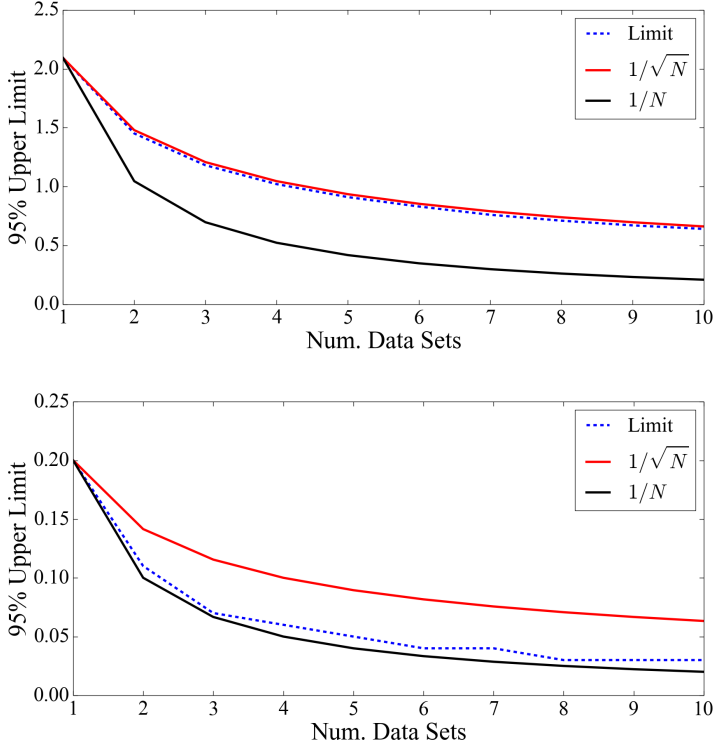 2.5
2.0
1.5
1.0
0.5
0.0
95% Upper Limit
Limit
1/√N
1/N
1 2 3 4 5 6 7 8 9 10
Num. Data Sets
0.25
0.20
0.15
0.10
0.05
0.00
95% Upper Limit
Limit
1/√N
1/N
1 2 3 4 5 6 7 8 9 10
Num. Data Sets